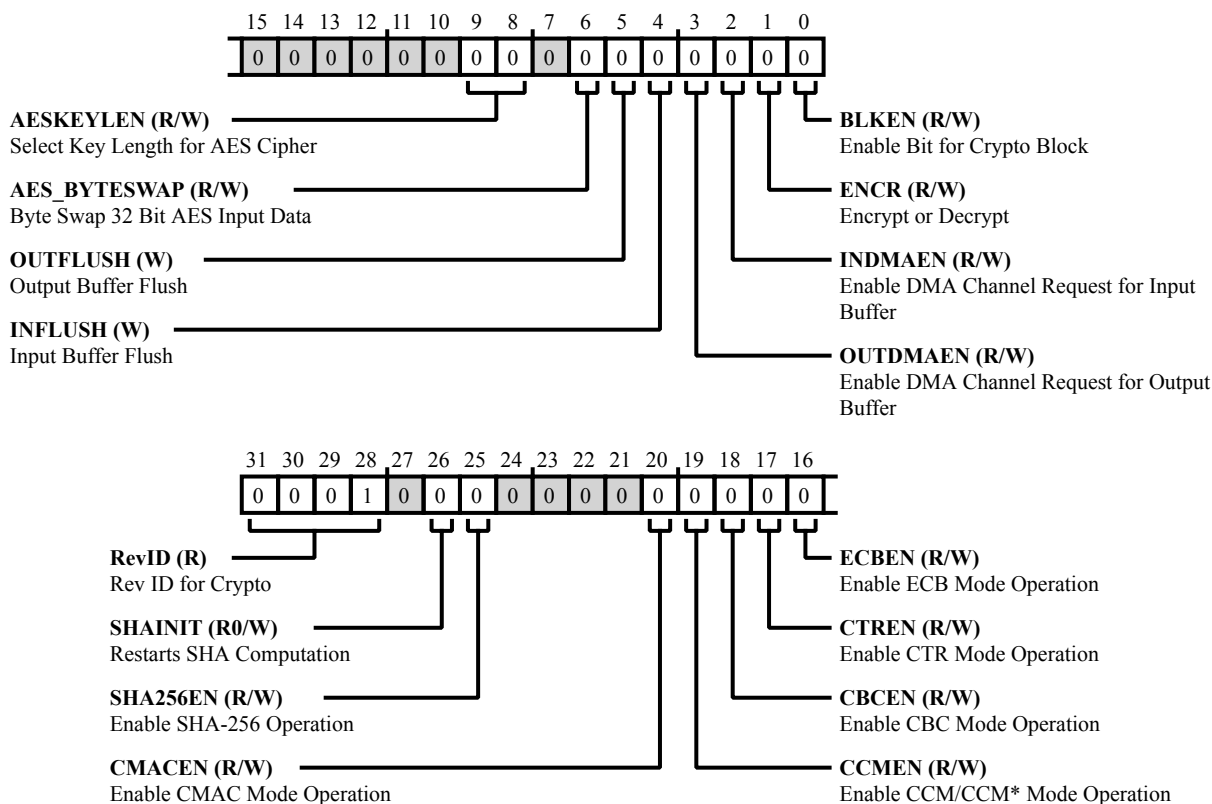 15 14 13 12 11 10 9 8 7 6 5 4 3 2 1 0
0 0 0 0 0 0 0 0 0 0 0 0 0 0 0 0
AESKEYLEN (R/W)
Select Key Length for AES Cipher
AES_BYTESWAP (R/W)
Byte Swap 32 Bit AES Input Data
OUTFLUSH (W)
Output Buffer Flush
INFLUSH (W)
Input Buffer Flush
BLKEN (R/W)
Enable Bit for Crypto Block
ENCR (R/W)
Encrypt or Decrypt
INDMAEN (R/W)
Enable DMA Channel Request for Input
Buffer
OUTDMAEN (R/W)
Enable DMA Channel Request for Output
Buffer
31 30 29 28 27 26 25 24 23 22 21 20 19 18 17 16
0 0 0 1 0 0 0 0 0 0 0 0 0 0 0 0
RevID (R)
Rev ID for Crypto
SHAINIT (R0/W)
Restarts SHA Computation
SHA256EN (R/W)
Enable SHA-256 Operation
CMACEN (R/W)
Enable CMAC Mode Operation
ECBEN (R/W)
Enable ECB Mode Operation
CTREN (R/W)
Enable CTR Mode Operation
CBCEN (R/W)
Enable CBC Mode Operation
CCMEN (R/W)
Enable CCM/CCM* Mode Operation